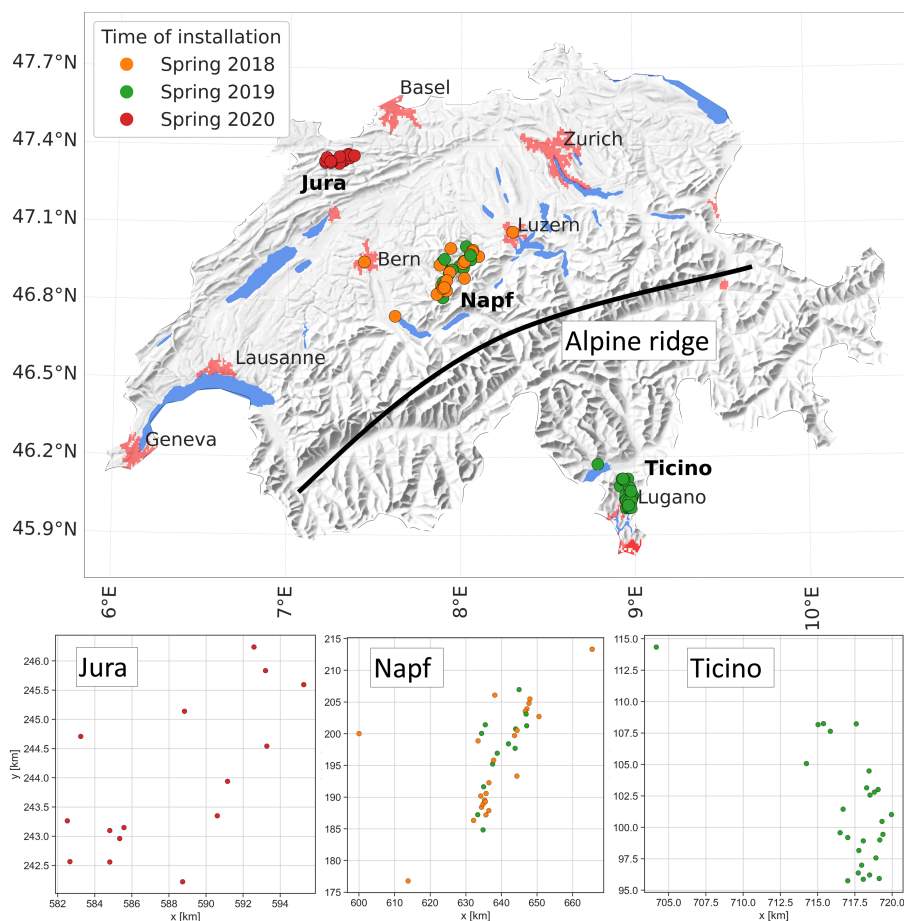 Time of installation
Spring 2018
Spring 2019
Spring 2020
47.7°N
47.4°N
47.1°N
46.8°N
46.5°N
46.2°N
45.9°N
Basel
Zurich
Jura
Luzern
Bern
Napf
Alpine ridge
Lausanne
Geneva
Ticino
Lugano
6°E
7°E
8°E
9°E
10°E
Jura
246.0
245.5
245.0
244.5
244.0
243.5
243.0
242.5
y [km]
582
584
586
588
590
592
594
x [km]
Napf
215
210
205
200
195
190
185
180
175
600
610
620
630
640
650
660
x [km]
Ticino
115.0
112.5
110.0
107.5
105.0
102.5
100.0
97.5
95.0
705.0
707.5
710.0
712.5
715.0
717.5
720.0
x [km]